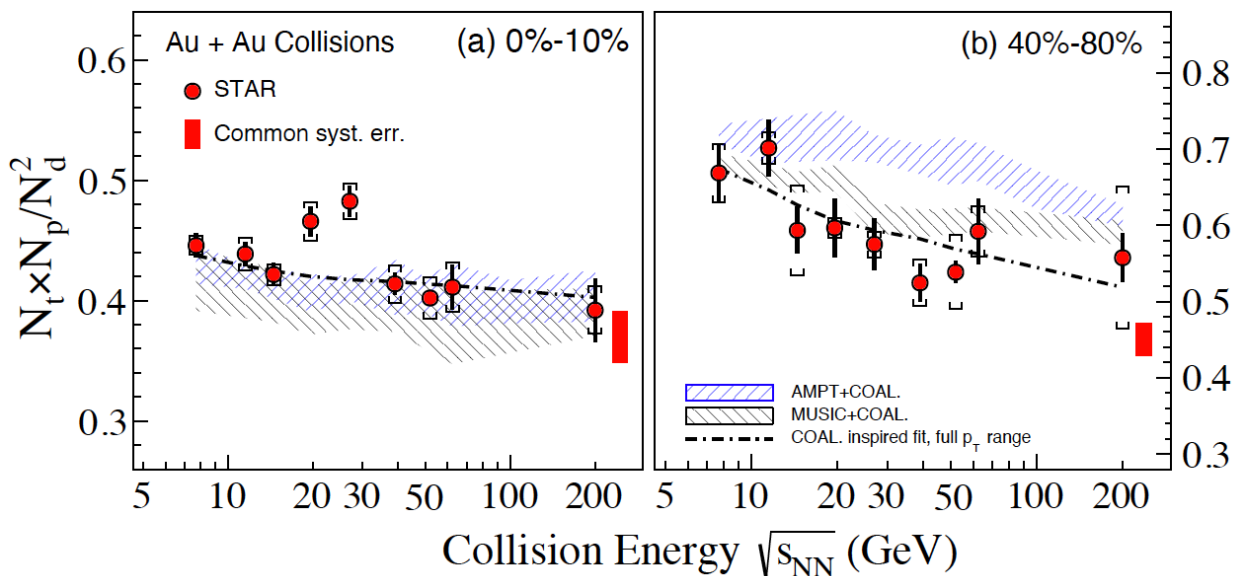 Au + Au Collisions
(a) 0%-10%
STAR
Common syst. err.
N_t×N_p/N_d^2
0.6
0.5
0.4
0.3
5 10 20 30 50 100 200
(b) 40%-80%
0.8
0.7
0.6
0.5
0.4
0.3
AMPT+COAL.
MUSIC+COAL.
COAL. inspired fit, full p_T range
5 10 20 30 50 100 200
Collision Energy √s_NN (GeV)